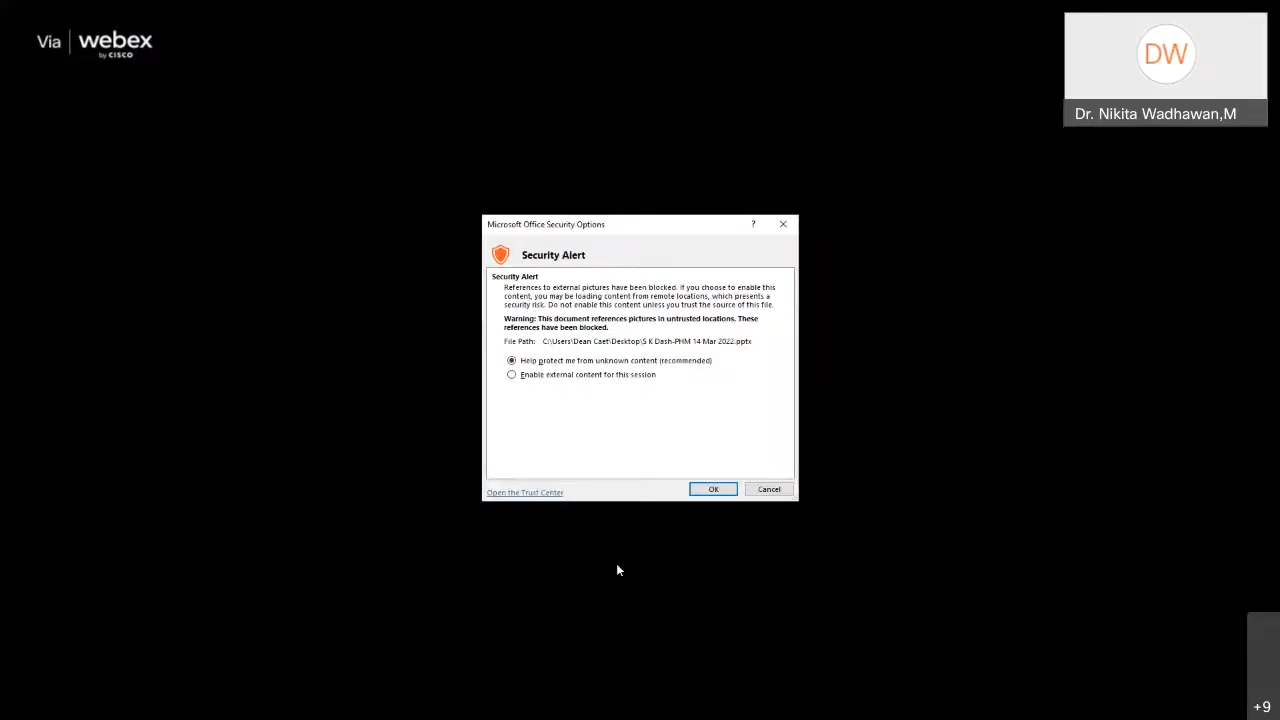 Via | webex
by CISCO
DW
Dr. Nikita Wadhawan,M
Microsoft Office Security Options
?
Security Alert
Security Alert
References to external pictures have been blocked. If you choose to enable this
content, you may be loading content from remote locations, which presents a
security risk. Do not enable this content unless you trust the source of this file.
Warning: This document references pictures in untrusted locations. These
references have been blocked.
File Path: C:\Users\Dean Caet\Desktop\S K Dash-PHM 14 Mar 2022.pptx
Help protect me from unknown content (recommended)
Enable external content for this session
Open the Trust Center
OK
Cancel
+9